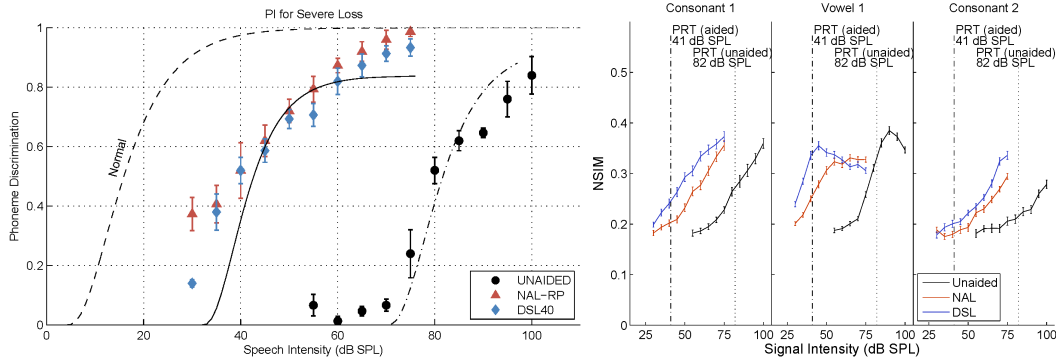 PI for Severe Loss
Phoneme Discrimination
1
0.8
0.6
0.4
0.2
0
Normal
UNAIDED
NAL-RP
DSL40
0 20 40 60 80 100
Speech Intensity (dB SPL)
Consonant 1
Vowel 1
Consonant 2
PRT (aided)
41 dB SPL
PRT (unaided)
82 dB SPL
PRT (aided)
41 dB SPL
PRT (unaided)
82 dB SPL
PRT (aided)
41 dB SPL
PRT (unaided)
82 dB SPL
NSIM
0.5
0.4
0.3
0.2
0.1
0
Unaided
NAL
DSL
25 50 75 100
25 50 75 100
25 50 75 100
Signal Intensity (dB SPL)